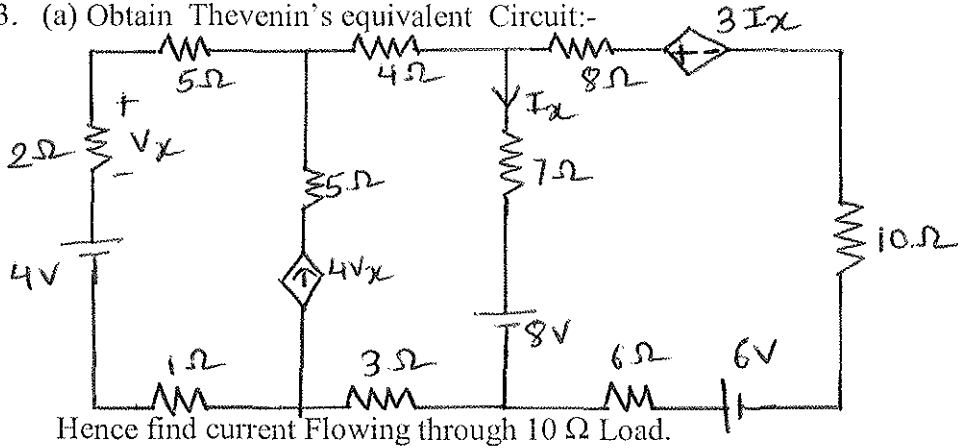 3. (a) Obtain Thevenin's equivalent Circuit:-
3Ix
5Ω
4Ω
8Ω
+
Ix
2Ω
Vx
-
5Ω
7Ω
10Ω
4V
4Vx
8V
1Ω
3Ω
6Ω
6V
Hence find current Flowing through 10 Ω Load.